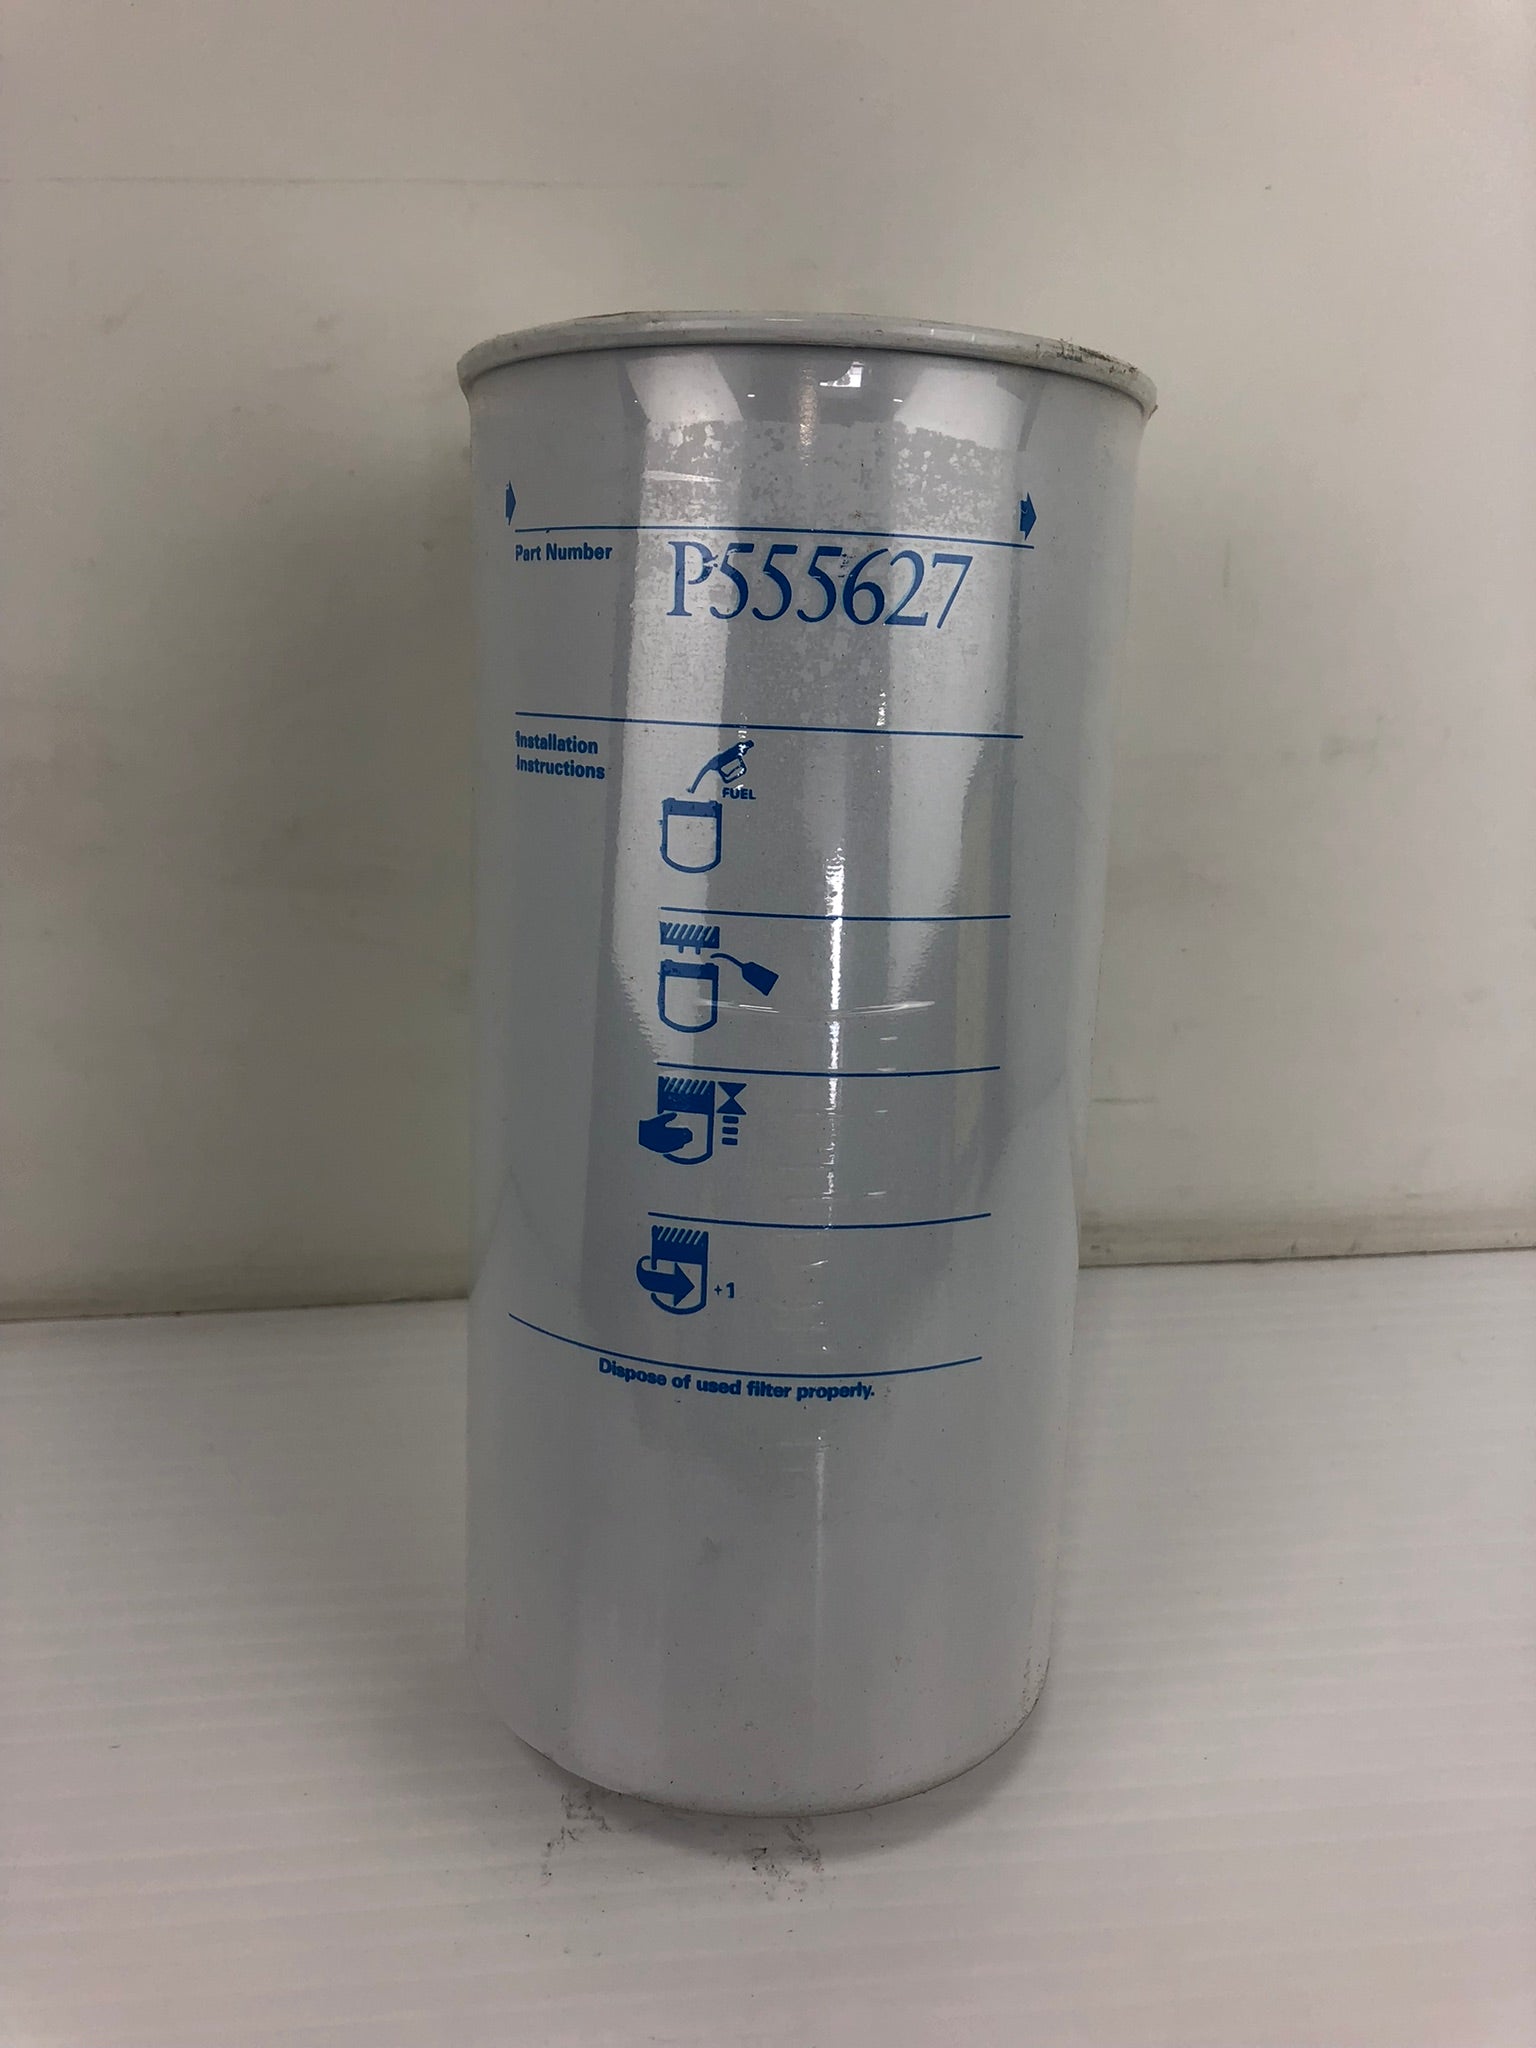 Part Number P555627
Installation
Instructions
FUEL
+1
Dispose of used filter properly.